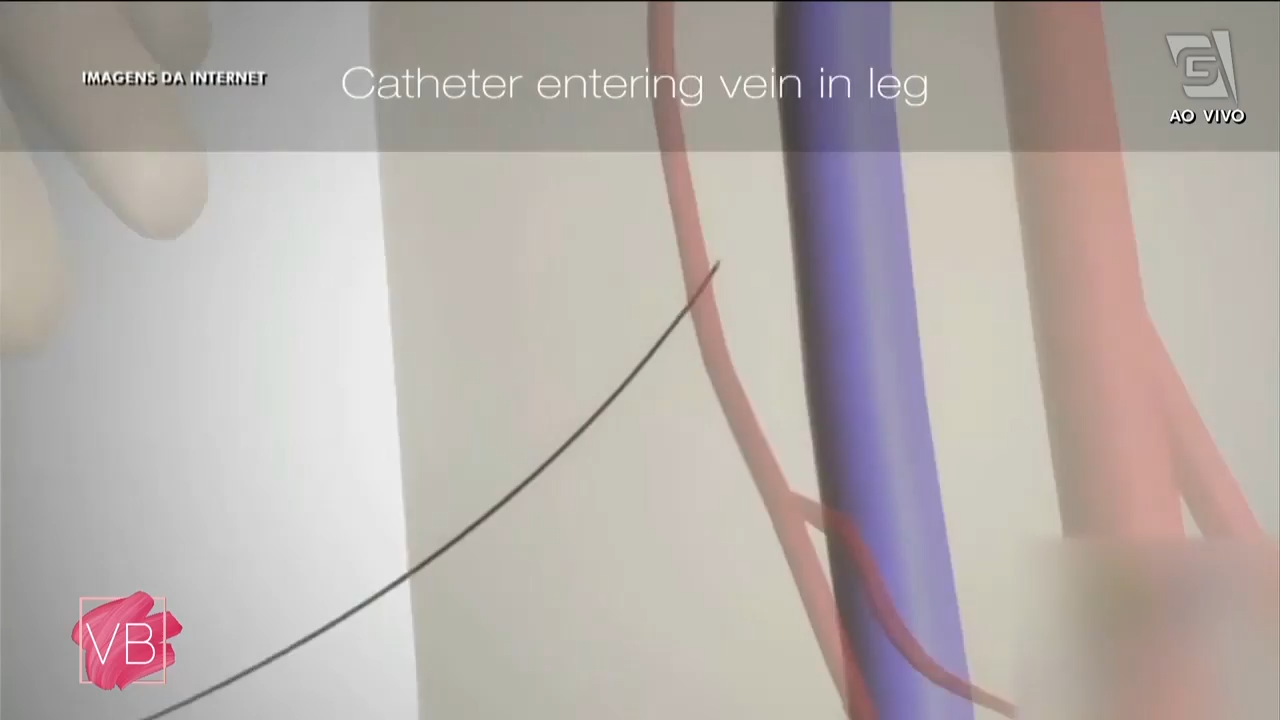 IMAGENS DA INTERNET
Catheter entering vein in leg
G
AO VIVO
VB